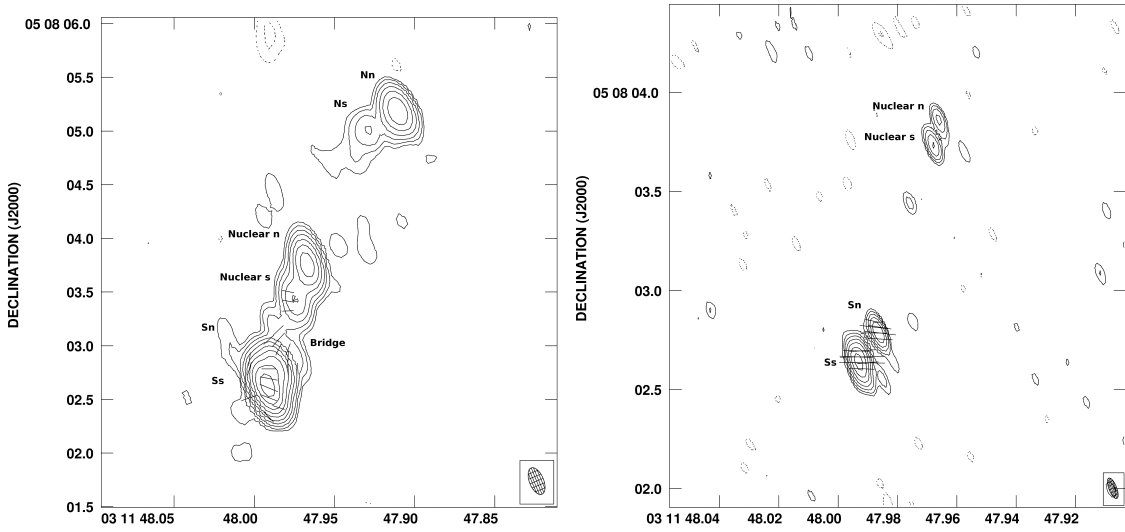 05 08 06.0
05.5
05.0
04.5
04.0
03.5
03.0
02.5
02.0
01.5
DECLINATION (J2000)
03 11 48.05
48.00
47.95
47.90
47.85
Nn
Ns
Nuclear n
Nuclear s
Sn
Bridge
Ss
05 08 04.0
03.5
03.0
02.5
02.0
DECLINATION (J2000)
03 11 48.04
48.02
48.00
47.98
47.96
47.94
47.92
Nuclear n
Nuclear s
Sn
Ss